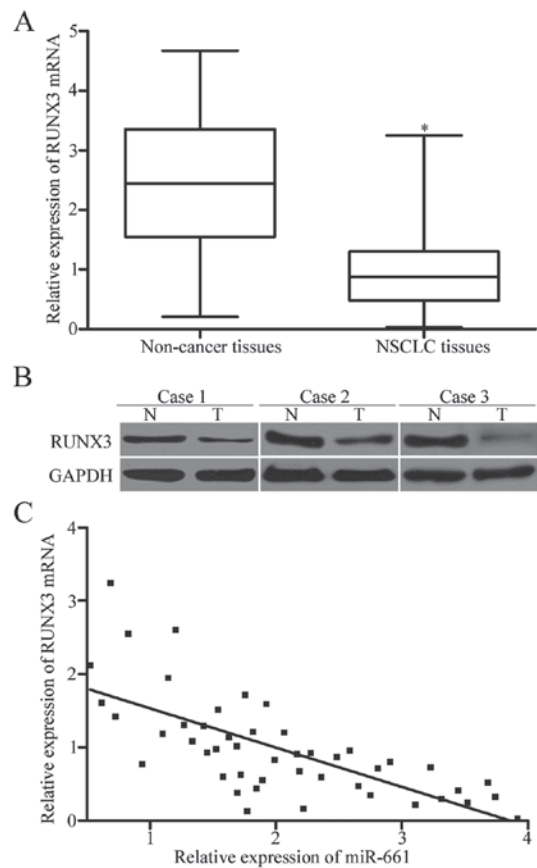 A
Relative expression of RUNX3 mRNA
5
4
3
2
1
0
*
Non-cancer tissues NSCLC tissues
B
Case 1 Case 2 Case 3
N T N T N T
RUNX3
GAPDH
C
Relative expression of RUNX3 mRNA
4
3
2
1
0
1 2 3 4
Relative expression of miR-661